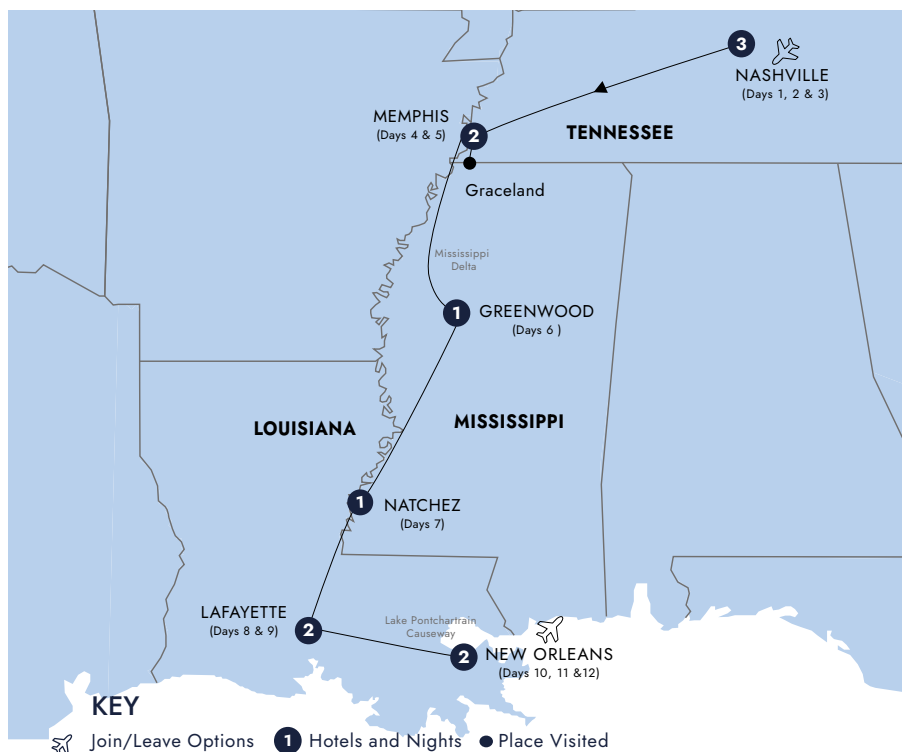 3
NASHVILLE
(Days 1, 2 & 3)
MEMPHIS
(Days 4 & 5)
2
TENNESSEE
Graceland
Mississippi
Delta
1
GREENWOOD
(Days 6 )
LOUISIANA
MISSISSIPPI
1
NATCHEZ
(Days 7)
LAFAYETTE
(Days 8 & 9)
2
Lake Pontchartrain
Causeway
2
NEW ORLEANS
(Days 10, 11 &12)
KEY
Join/Leave Options
1 Hotels and Nights
Place Visited